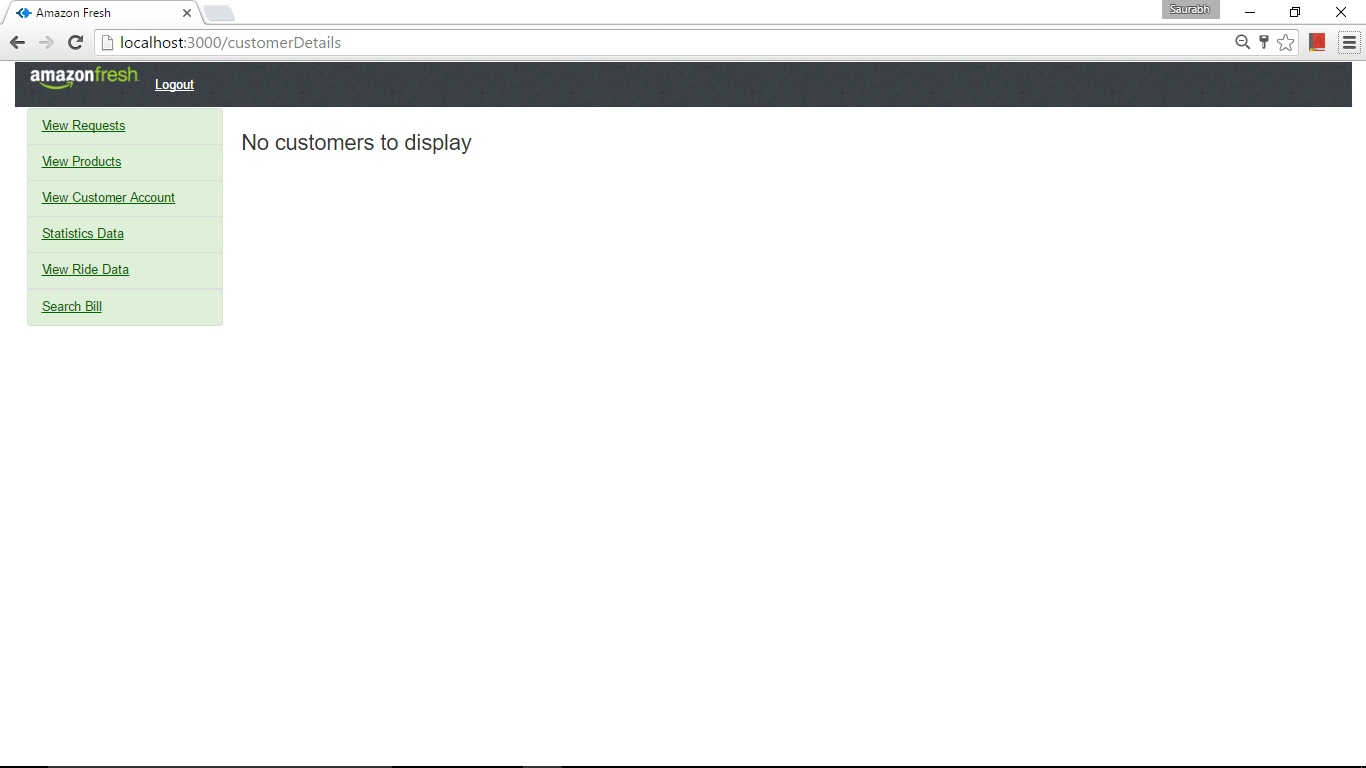 Amazon Fresh
Saurabh
localhost:3000/customerDetails
amazonfresh
Logout
View Requests
No customers to display
View Products
View Customer Account
Statistics Data
View Ride Data
Search Bill